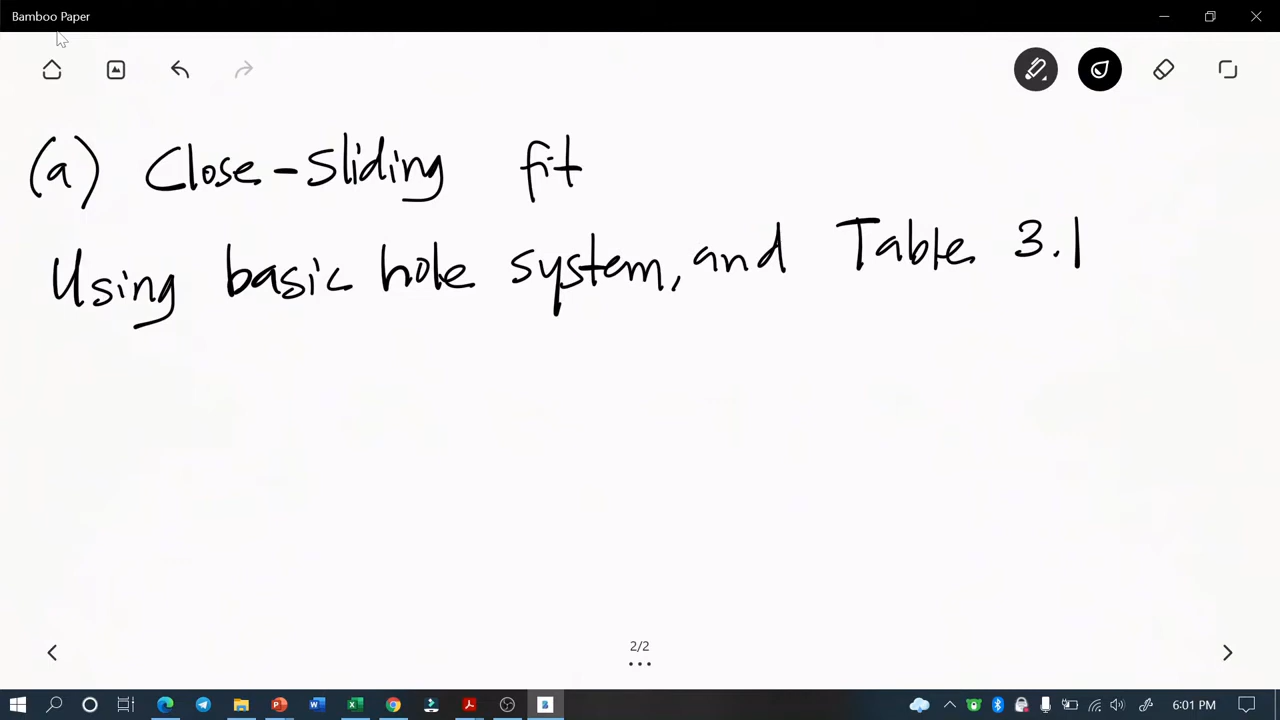 Bamboo Paper
(a) Close-Sliding fit
Using basic hole system, and Table 3.1
2/2
6:01 PM